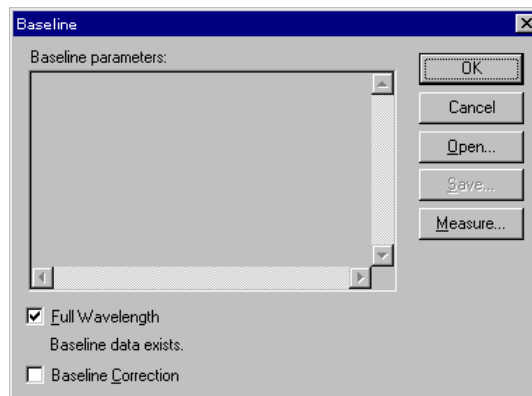 Baseline
Baseline parameters:
OK
Cancel
Open...
Save...
Measure...
Full Wavelength
Baseline data exists.
Baseline Correction